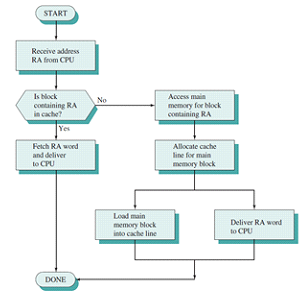 START
Receive address
RA from CPU
Is block
containing RA
in cache?
No
Access main
memory for block
containing RA
Yes
Fetch RA word
and deliver
to CPU
Allocate cache
line for main
memory block
Load main
memory block
into cache line
Deliver RA word
to CPU
DONE